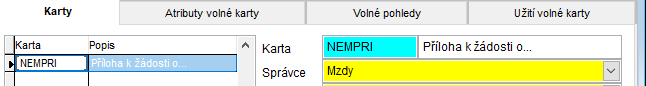 Karty Atributy volné karty Volné pohledy Užití volné karty
Karta Popis
NEMPRI Příloha k žádosti o...
Karta NEMPRI Příloha k žádosti o...
Správce Mzdy